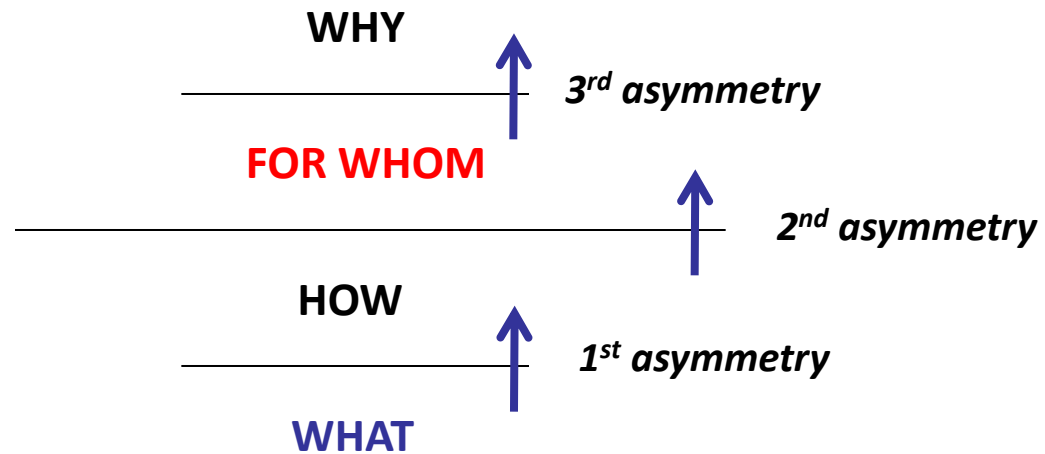 WHY
3rd asymmetry
FOR WHOM
2nd asymmetry
HOW
1st asymmetry
WHAT